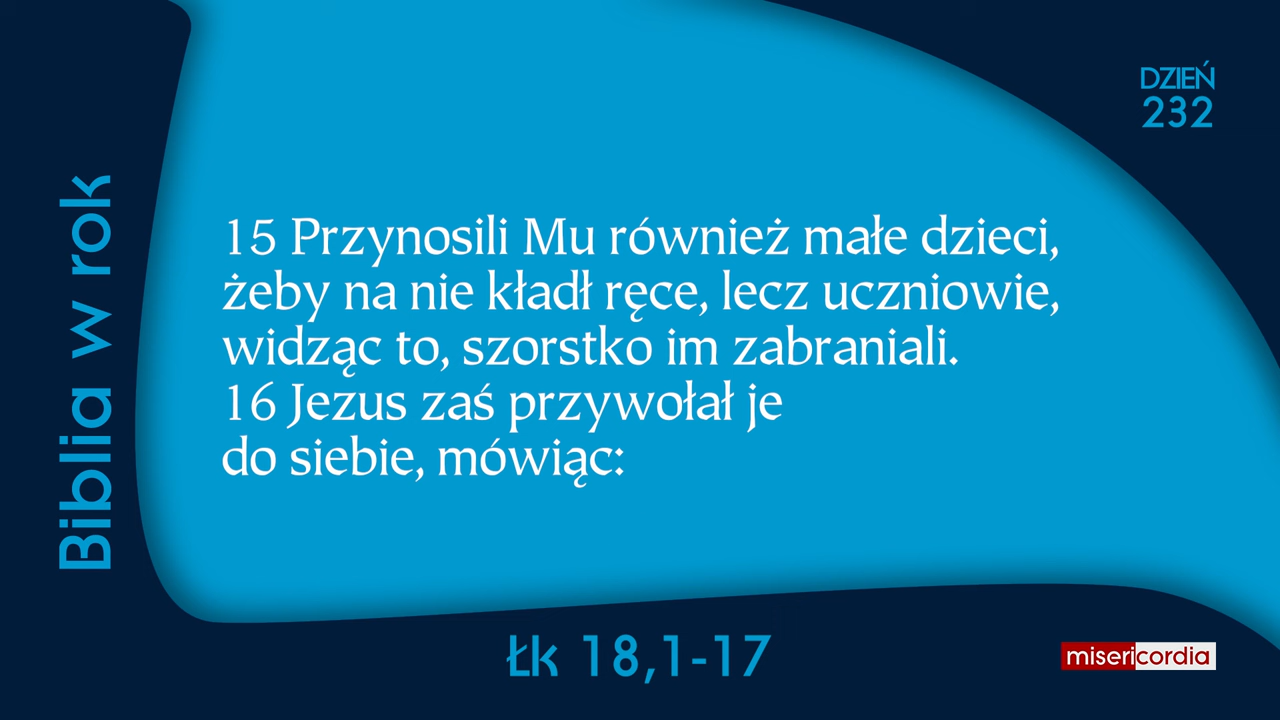 DZIEŃ
232
Biblia w rok
15 Przynosili Mu również małe dzieci,
żeby na nie kładł ręce, lecz uczniowie,
widząc to, szorstko im zabraniali.
16 Jezus zaś przywołał je
do siebie, mówiąc:
Łk 18,1-17
misericordia